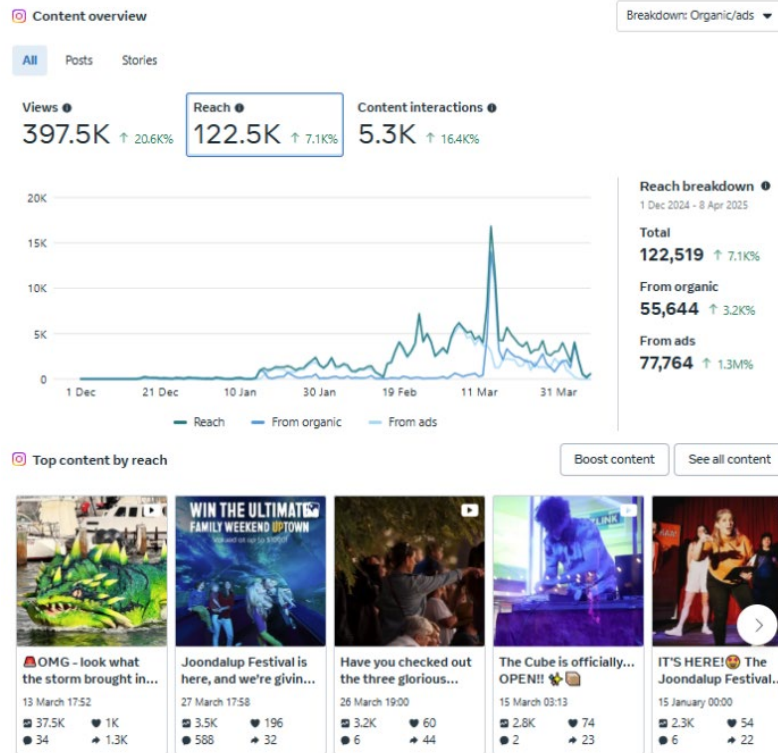 Content overview
Breakdown: Organic/ads
All
Posts
Stories
Views
397.5K ↑ 20.6K%
Reach
122.5K ↑ 7.1K%
Content interactions
5.3K ↑ 16.4K%
20K
15K
10K
5K
0
1 Dec
21 Dec
10 Jan
30 Jan
19 Feb
11 Mar
31 Mar
Reach
From organic
From ads
Reach breakdown
1 Dec 2024 - 8 Apr 2025
Total
122,519 ↑ 7.1K%
From organic
55,644 ↑ 3.2K%
From ads
77,764 ↑ 1.3M%
Top content by reach
Boost content
See all content
🚨OMG - look what
the storm brought in...
13 March 17:52
37.5K
1K
34
1.3K
WIN THE ULTIMATE
FAMILY WEEKEND UPTOWN
Joondalup Festival is
here, and we're givin...
27 March 17:58
3.5K
196
588
32
Have you checked out
the three glorious...
26 March 19:00
3.2K
60
6
44
The Cube is officially...
OPEN!!
15 March 03:13
2.8K
74
2
23
IT'S HERE!🤩 The
Joondalup Festival...
15 January 00:00
2.3K
54
6
22